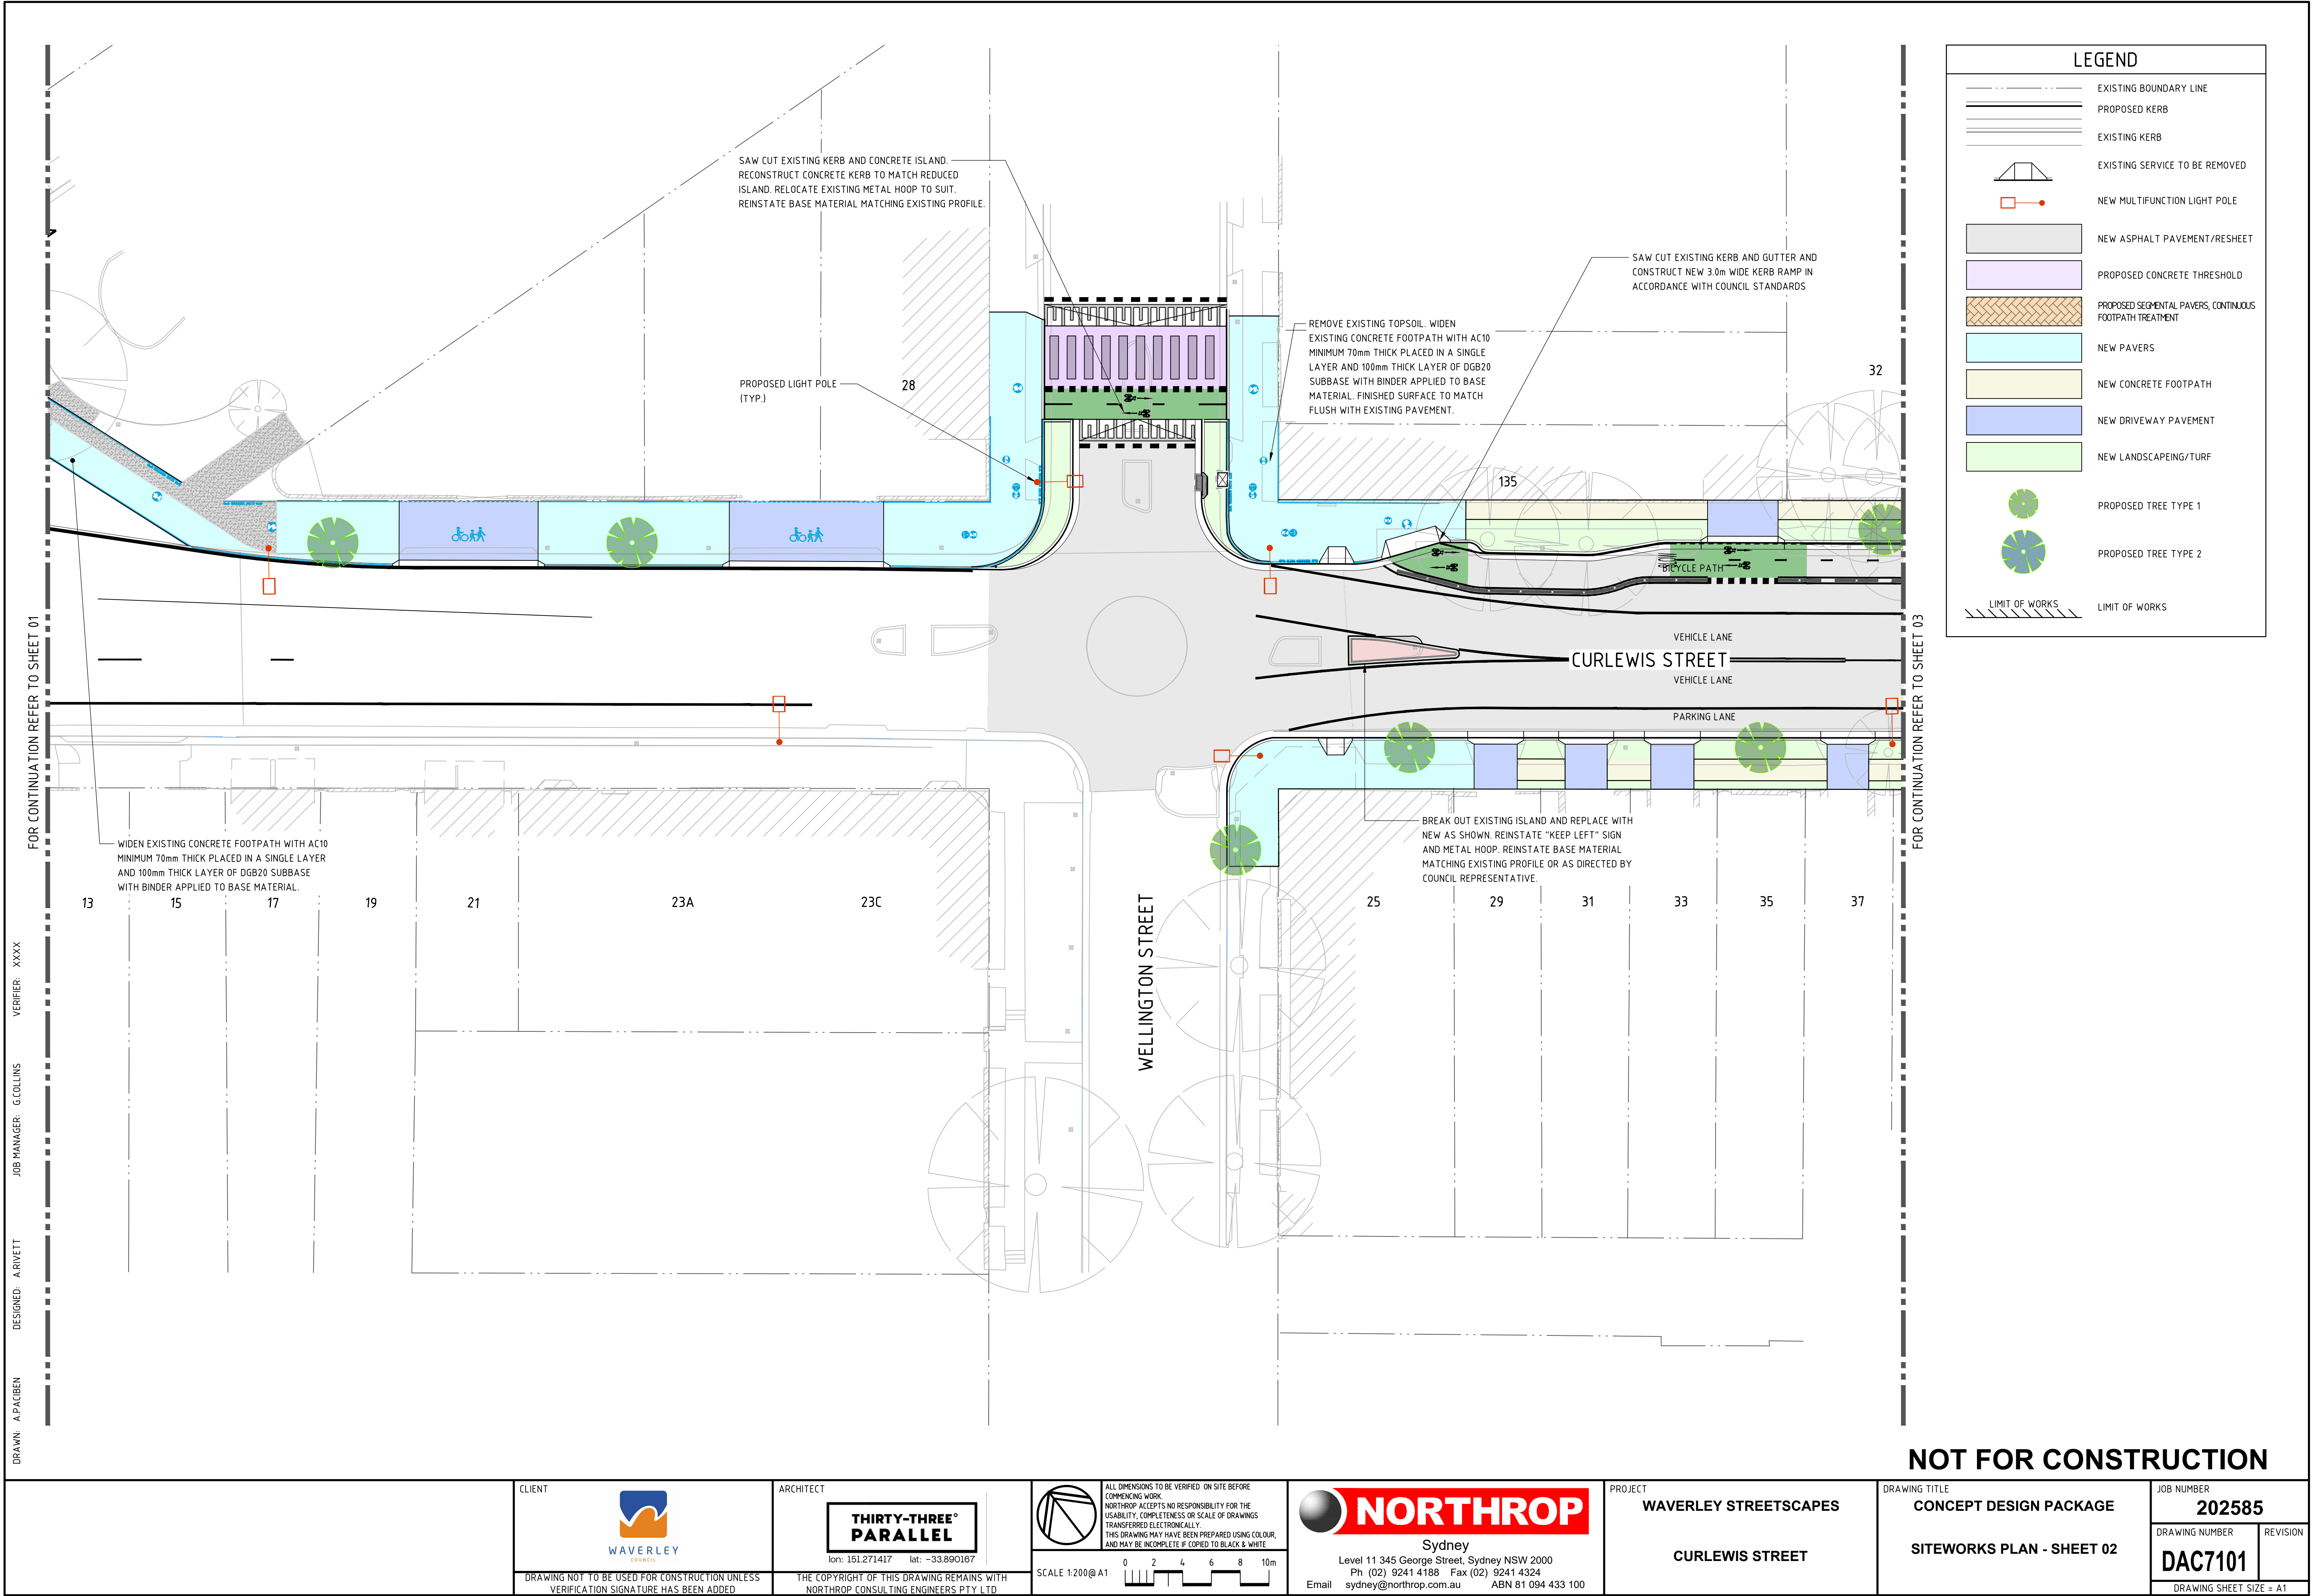 LEGEND
EXISTING BOUNDARY LINE
PROPOSED KERB
EXISTING KERB
EXISTING SERVICE TO BE REMOVED
NEW MULTIFUNCTION LIGHT POLE
NEW ASPHALT PAVEMENT/RESHEET
PROPOSED CONCRETE THRESHOLD
PROPOSED SEGMENTAL PAVERS, CONTINUOUS
FOOTPATH TREATMENT
NEW PAVERS
NEW CONCRETE FOOTPATH
NEW DRIVEWAY PAVEMENT
NEW LANDSCAPEING/TURF
PROPOSED TREE TYPE 1
PROPOSED TREE TYPE 2
LIMIT OF WORKS
LIMIT OF WORKS
SAW CUT EXISTING KERB AND CONCRETE ISLAND.
RECONSTRUCT CONCRETE KERB TO MATCH REDUCED
ISLAND. RELOCATE EXISTING METAL HOOP TO SUIT.
REINSTATE BASE MATERIAL MATCHING EXISTING PROFILE.
SAW CUT EXISTING KERB AND GUTTER AND
CONSTRUCT NEW 3.0m WIDE KERB RAMP IN
ACCORDANCE WITH COUNCIL STANDARDS
REMOVE EXISTING TOPSOIL. WIDEN
EXISTING CONCRETE FOOTPATH WITH AC10
MINIMUM 70mm THICK PLACED IN A SINGLE
LAYER AND 100mm THICK LAYER OF DGB20
SUBBASE WITH BINDER APPLIED TO BASE
MATERIAL. FINISHED SURFACE TO MATCH
FLUSH WITH EXISTING PAVEMENT.
PROPOSED LIGHT POLE
(TYP.)
28
32
135
BICYCLE PATH
VEHICLE LANE
CURLEWIS STREET
VEHICLE LANE
PARKING LANE
FOR CONTINUATION REFER TO SHEET 01
FOR CONTINUATION REFER TO SHEET 03
WIDEN EXISTING CONCRETE FOOTPATH WITH AC10
MINIMUM 70mm THICK PLACED IN A SINGLE LAYER
AND 100mm THICK LAYER OF DGB20 SUBBASE
WITH BINDER APPLIED TO BASE MATERIAL.
BREAK OUT EXISTING ISLAND AND REPLACE WITH
NEW AS SHOWN. REINSTATE "KEEP LEFT" SIGN
AND METAL HOOP. REINSTATE BASE MATERIAL
MATCHING EXISTING PROFILE OR AS DIRECTED BY
COUNCIL REPRESENTATIVE.
13 15 17 19 21 23A 23C 25 29 31 33 35 37
WELLINGTON STREET
VERIFIER: XXXX
JOB MANAGER: G.COLLINS
DESIGNED: A.RIVETT
DRAWN: A.PACIBEN
NOT FOR CONSTRUCTION
CLIENT
WAVERLEY
COUNCIL
DRAWING NOT TO BE USED FOR CONSTRUCTION UNLESS
VERIFICATION SIGNATURE HAS BEEN ADDED
ARCHITECT
THIRTY-THREE°
PARALLEL
lon: 151.271417 lat: -33.890167
THE COPYRIGHT OF THIS DRAWING REMAINS WITH
NORTHROP CONSULTING ENGINEERS PTY LTD
ALL DIMENSIONS TO BE VERIFIED ON SITE BEFORE
COMMENCING WORK.
NORTHROP ACCEPTS NO RESPONSIBILITY FOR THE
USABILITY, COMPLETENESS OR SCALE OF DRAWINGS
TRANSFERRED ELECTRONICALLY.
THIS DRAWING MAY HAVE BEEN PREPARED USING COLOUR,
AND MAY BE INCOMPLETE IF COPIED TO BLACK & WHITE
SCALE 1:200@ A1
0 2 4 6 8 10m
NORTHROP
Sydney
Level 11 345 George Street, Sydney NSW 2000
Ph (02) 9241 4188 Fax (02) 9241 4324
Email sydney@northrop.com.au ABN 81 094 433 100
PROJECT
WAVERLEY STREETSCAPES
CURLEWIS STREET
DRAWING TITLE
CONCEPT DESIGN PACKAGE
SITEWORKS PLAN - SHEET 02
JOB NUMBER
202585
DRAWING NUMBER
DAC7101
REVISION
DRAWING SHEET SIZE = A1